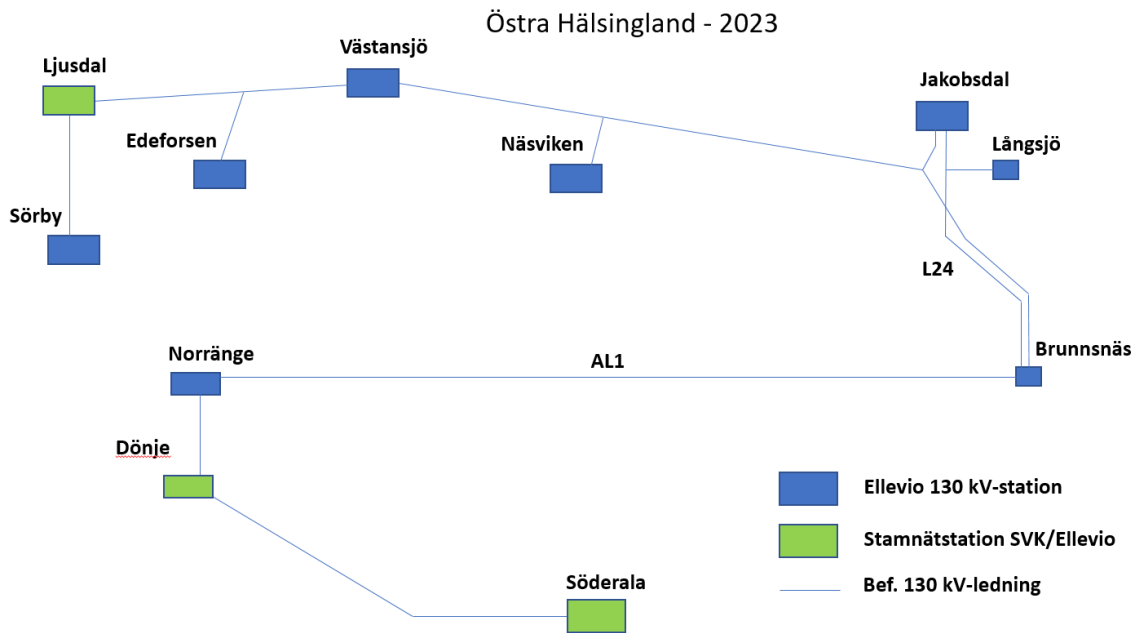 Östra Hälsingland - 2023
Västansjö
Ljusdal
Jakobsdal
Edeforsen
Näsviken
Långsjö
Sörby
L24
Norränge
AL1
Brunnsnäs
Dönje
Ellevio 130 kV-station
Stamnätstation SVK/Ellevio
Söderala
Bef. 130 kV-ledning